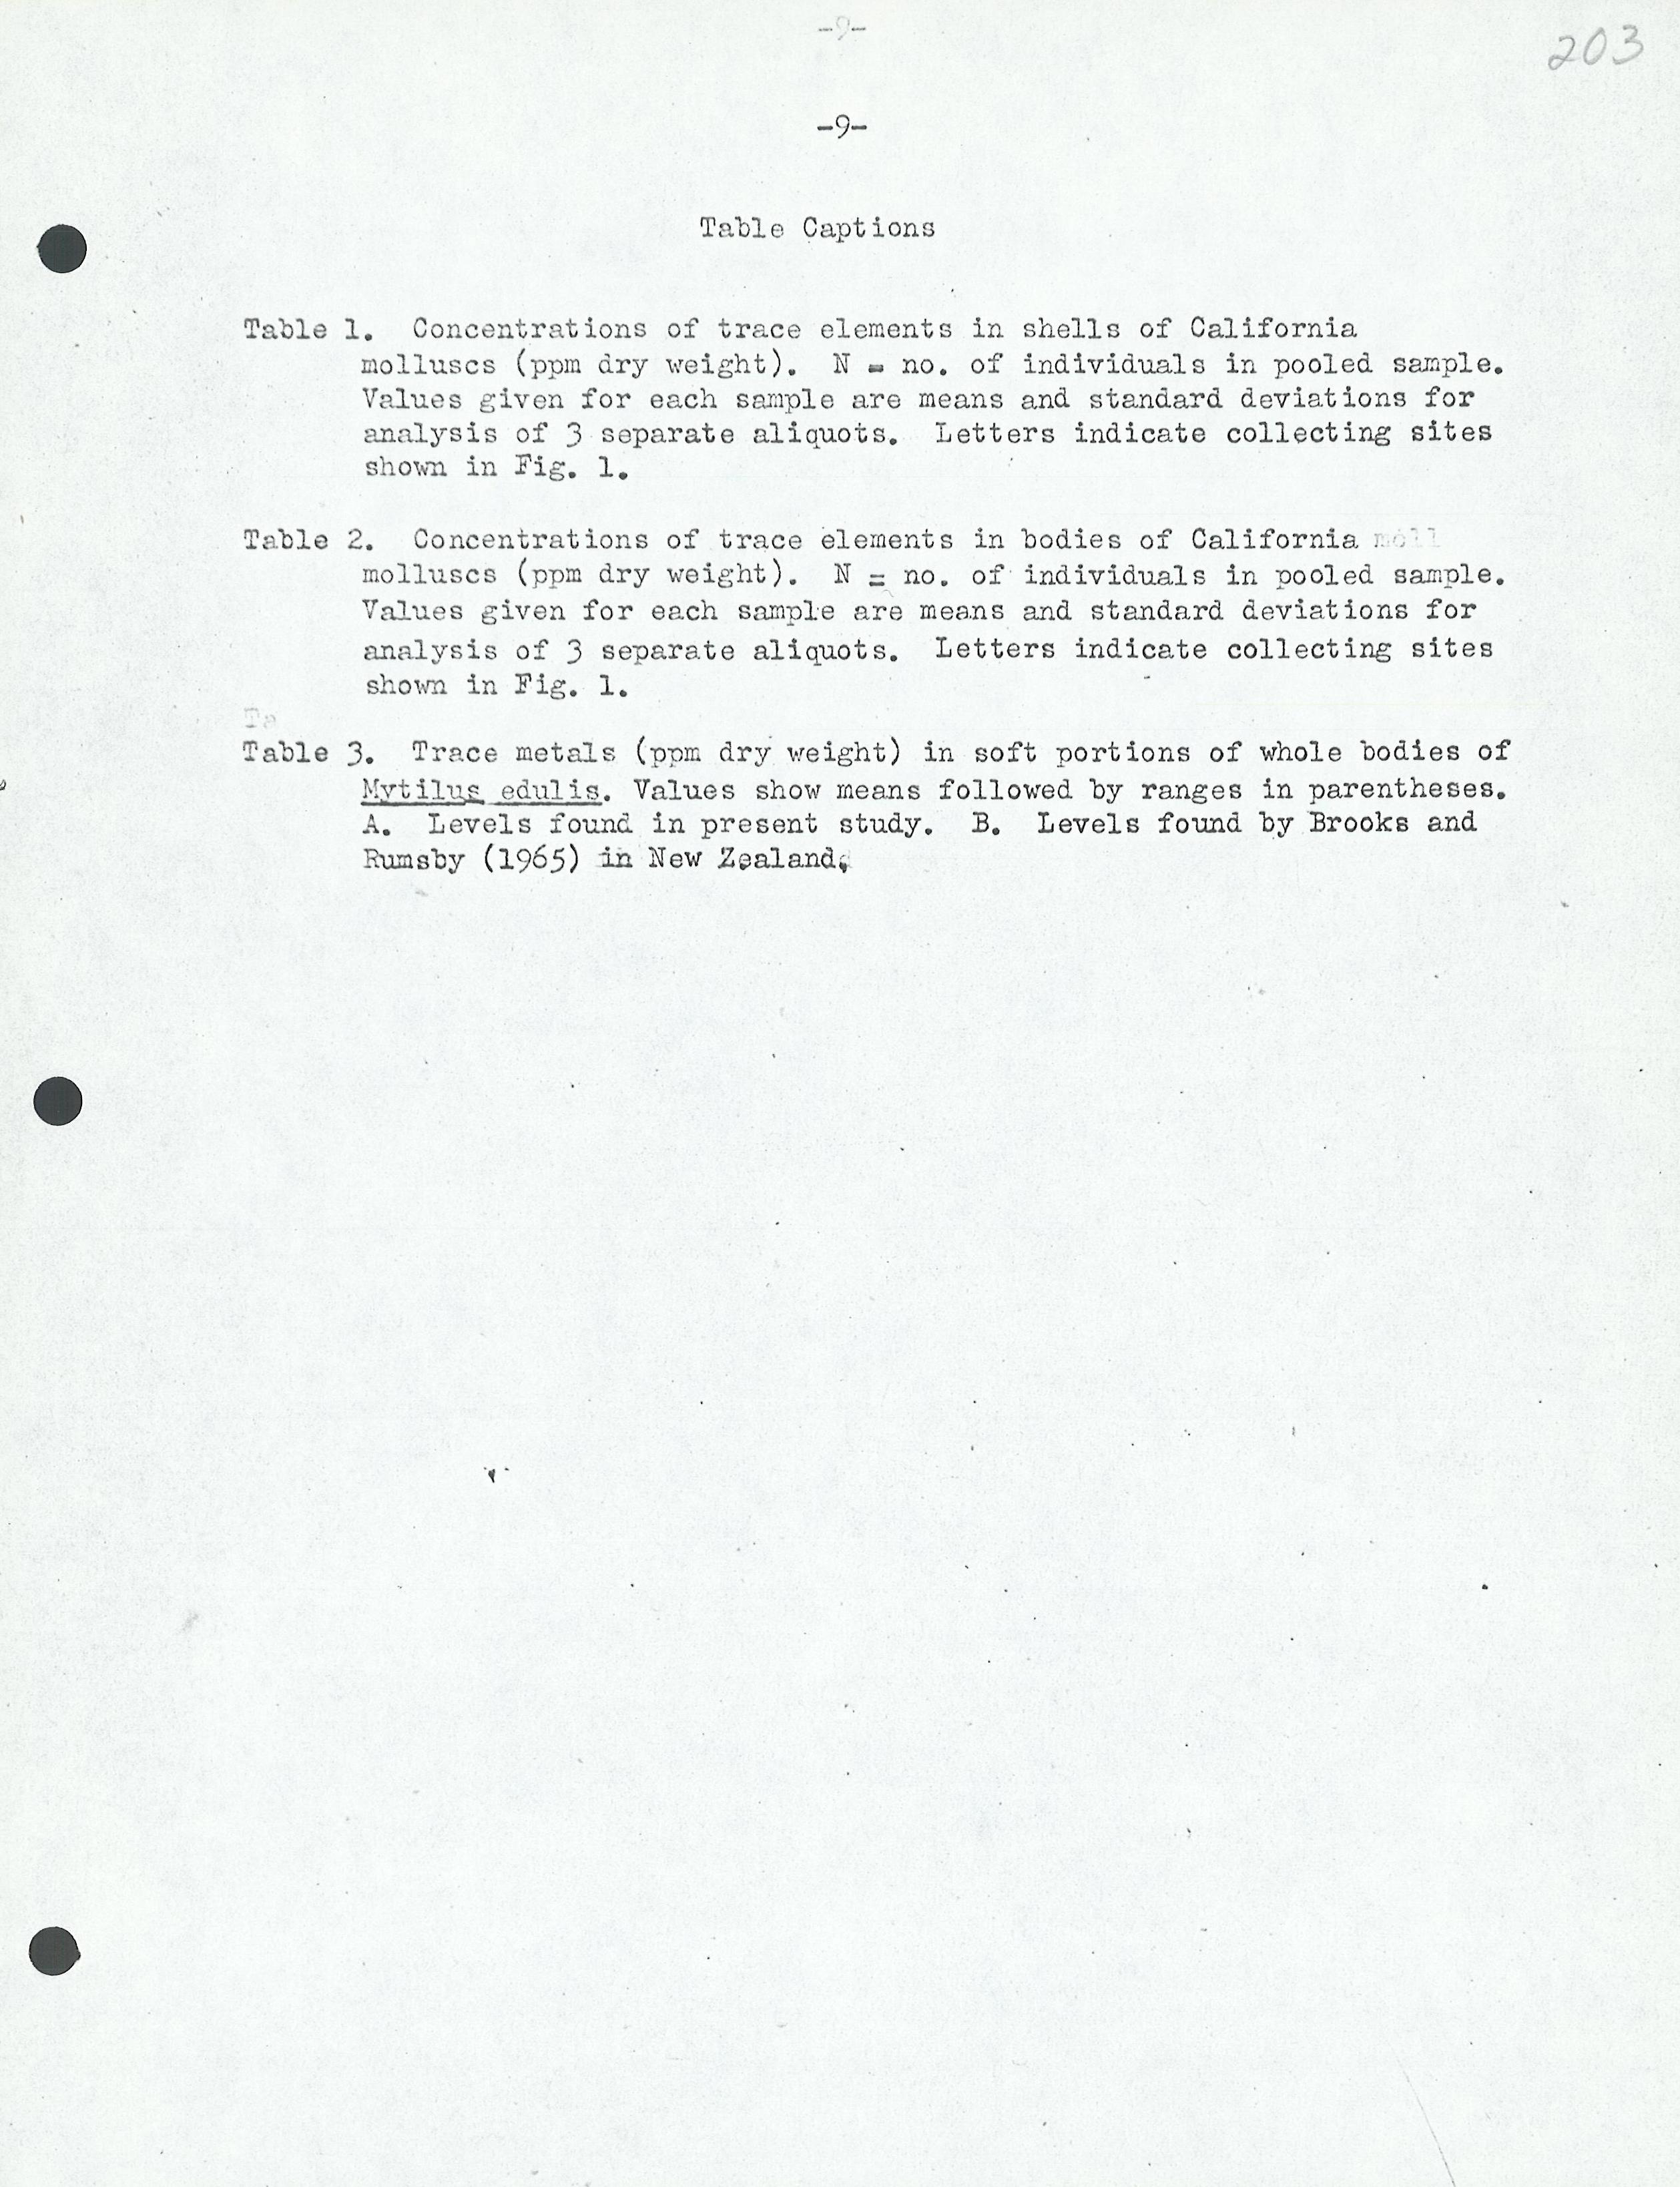 -9-
203
-9-
Table Captions
Table 1. Concentrations of trace elements in shells of California
molluscs (ppm dry weight). N = no. of individuals in pooled sample.
Values given for each sample are means and standard deviations for
analysis of 3 separate aliquots. Letters indicate collecting sites
shown in Fig. 1.
Table 2. Concentrations of trace elements in bodies of California moll
molluscs (ppm dry weight). N = no. of individuals in pooled sample.
Values given for each sample are means and standard deviations for
analysis of 3 separate aliquots. Letters indicate collecting sites
shown in Fig. 1.
Ta
Table 3. Trace metals (ppm dry weight) in soft portions of whole bodies of
Mytilus edulis. Values show means followed by ranges in parentheses.
A. Levels found in present study. B. Levels found by Brooks and
Rumsby (1965) in New Zealand.